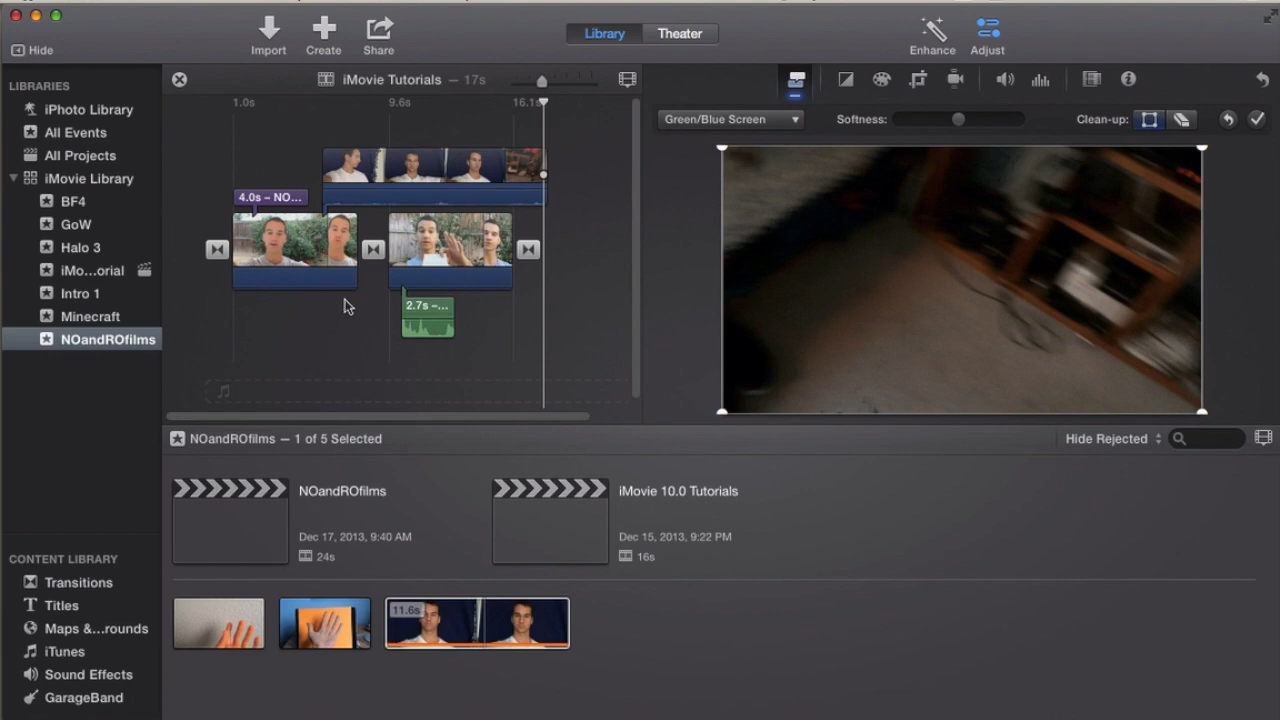 Hide
Import
Create
Share
Library
Theater
Enhance
Adjust
LIBRARIES
iPhoto Library
All Events
All Projects
iMovie Library
BF4
GoW
Halo 3
iMo...orial
Intro 1
Minecraft
NOandROfilms
iMovie Tutorials – 17s
1.0s
9.6s
16.1s
4.0s – NO...
2.7s –...
Green/Blue Screen
Softness:
Clean-up:
NOandROfilms – 1 of 5 Selected
Hide Rejected
NOandROfilms
Dec 17, 2013, 9:40 AM
24s
iMovie 10.0 Tutorials
Dec 15, 2013, 9:22 PM
16s
11.6s
CONTENT LIBRARY
Transitions
Titles
Maps &...rounds
iTunes
Sound Effects
GarageBand